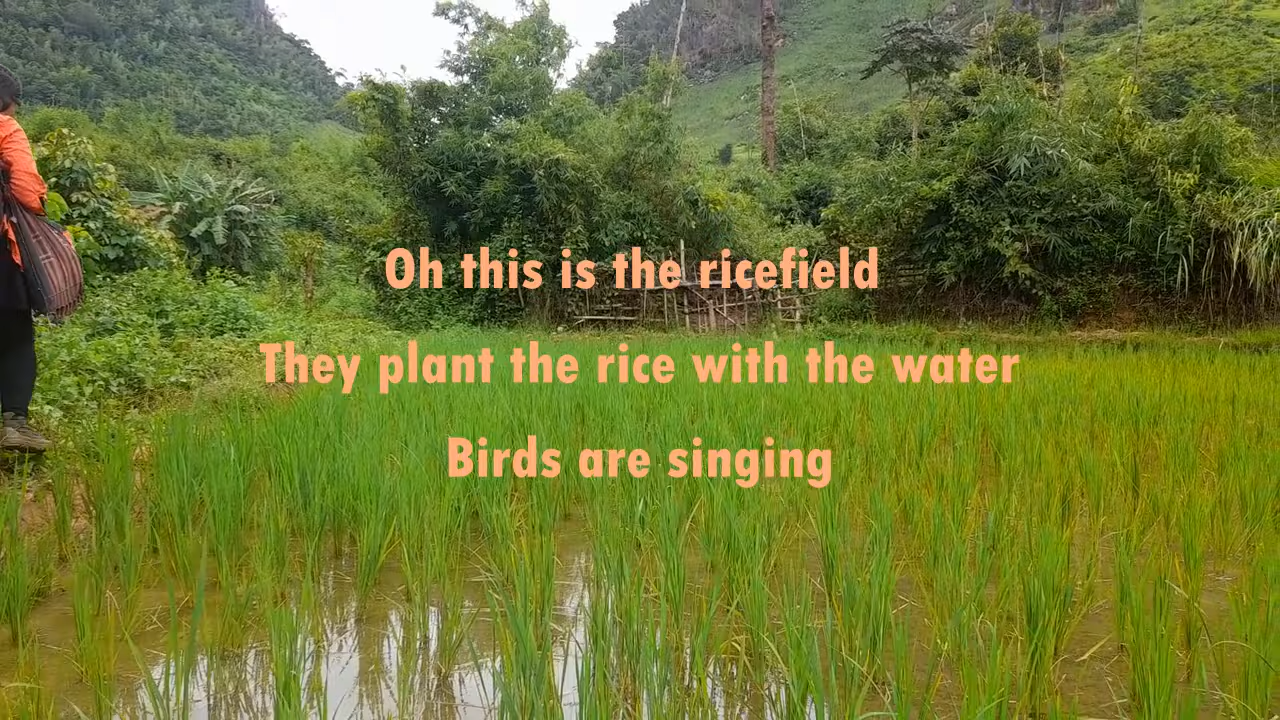 Oh this is the ricefield
They plant the rice with the water
Birds are singing